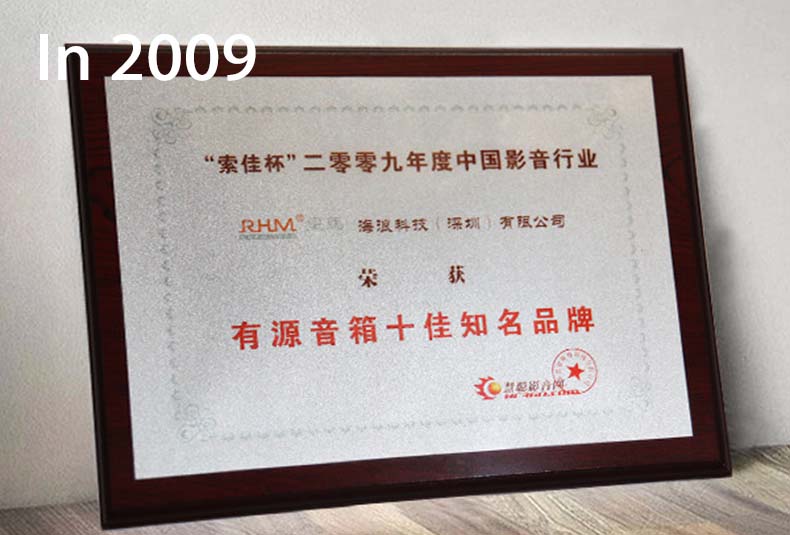 In 2009
“索佳杯”二零零九年度中国影音行业
RHM® 海浪科技（深圳）有限公司
荣 获
有源音箱十佳知名品牌
慧聪影音网